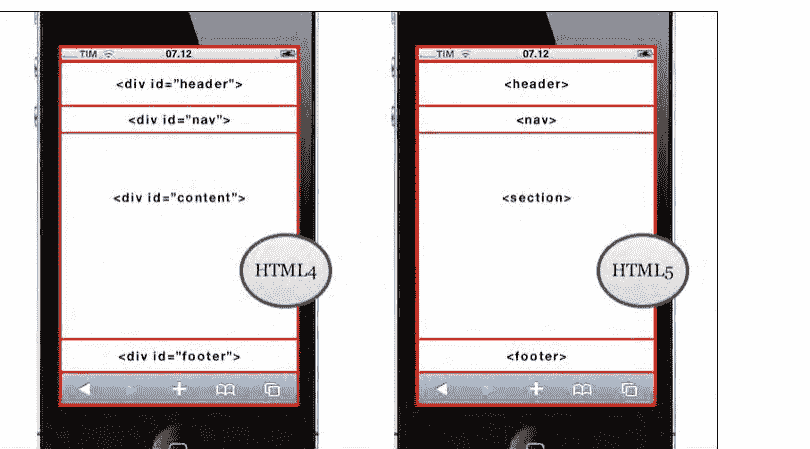 TIM 07.12
<div id="header">
<div id="nav">
<div id="content">
HTML4
<div id="footer">
TIM 07.12
<header>
<nav>
<section>
HTML5
<footer>